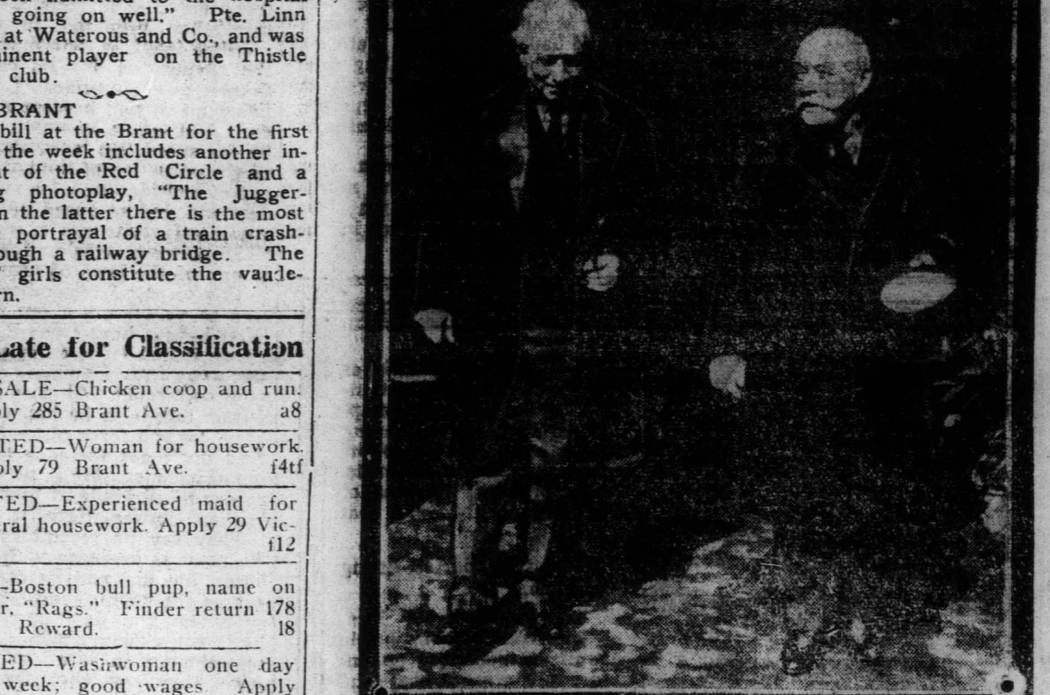 going on well." Pte. Linn
at Waterous and Co., and was
inent player on the Thistle
club.
BRANT
bill at the Brant for the first
the week includes another in-
t of the Red Circle and a
g photoplay, "The Jugger-
n the latter there is the most
portrayal of a train crash-
ough a railway bridge. The
girls constitute the vaude-
rn.
Late for Classification
SALE—Chicken coop and run.
ply 285 Brant Ave. a8
TED—Woman for housework.
ply 79 Brant Ave. f4tf
TED—Experienced maid for
ral housework. Apply 29 Vic-
f12
—Boston bull pup, name on
r, "Rags." Finder return 178
Reward. 18
ED—Washwoman one day
week; good wages Apply